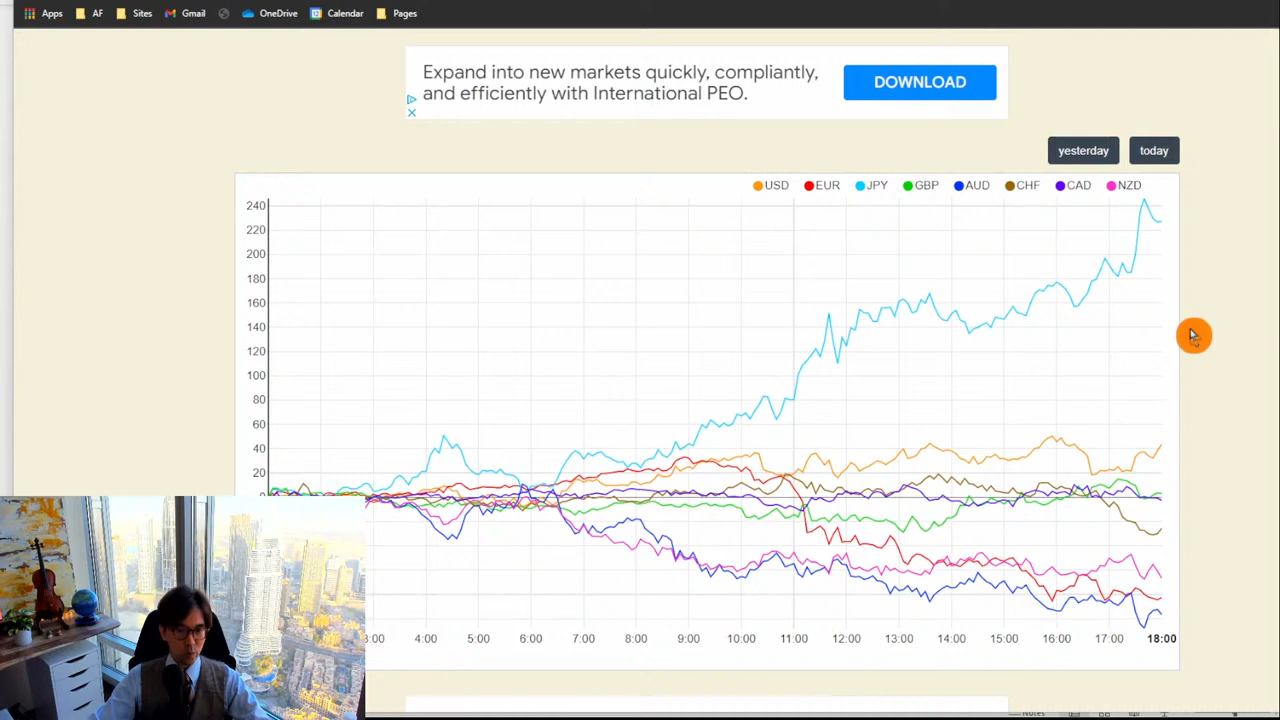 Apps AF Sites Gmail OneDrive Calendar Pages
Expand into new markets quickly, compliantly,
and efficiently with International PEO.
DOWNLOAD
yesterday today
USD EUR JPY GBP AUD CHF CAD NZD
240
220
200
180
160
140
120
100
80
60
40
20
4:00 5:00 6:00 7:00 8:00 9:00 10:00 11:00 12:00 13:00 14:00 15:00 16:00 17:00 18:00